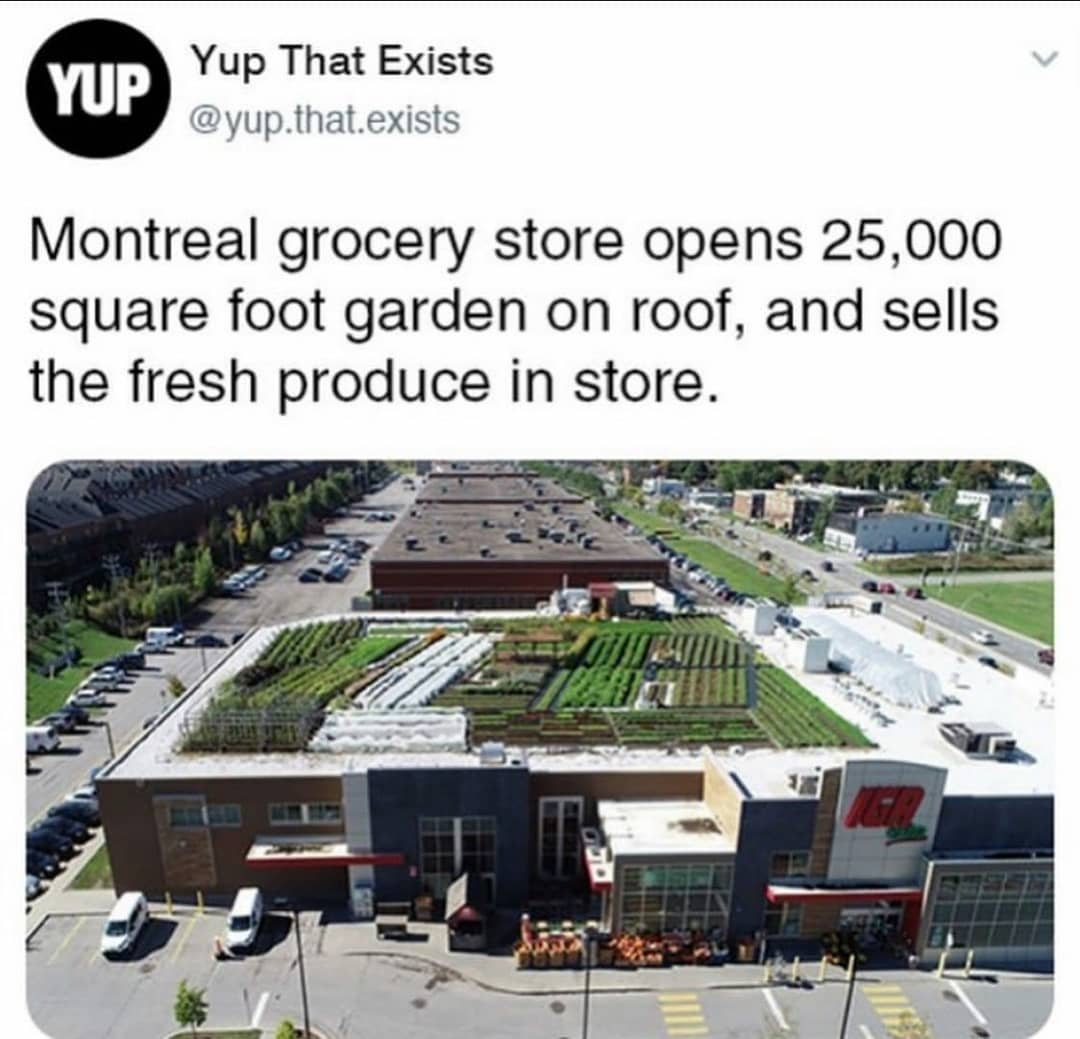 YUP
Yup That Exists
@yup.that.exists
Montreal grocery store opens 25,000
square foot garden on roof, and sells
the fresh produce in store.
IGA